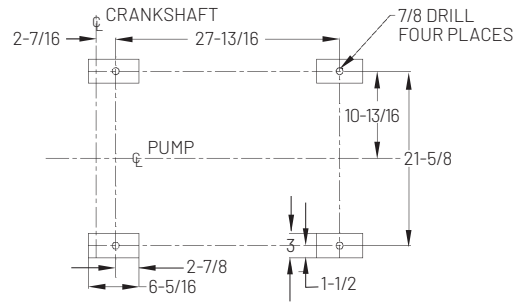 ℄ CRANKSHAFT
2-7/16
27-13/16
7/8 DRILL
FOUR PLACES
10-13/16
℄ PUMP
21-5/8
3
2-7/8
1-1/2
6-5/16